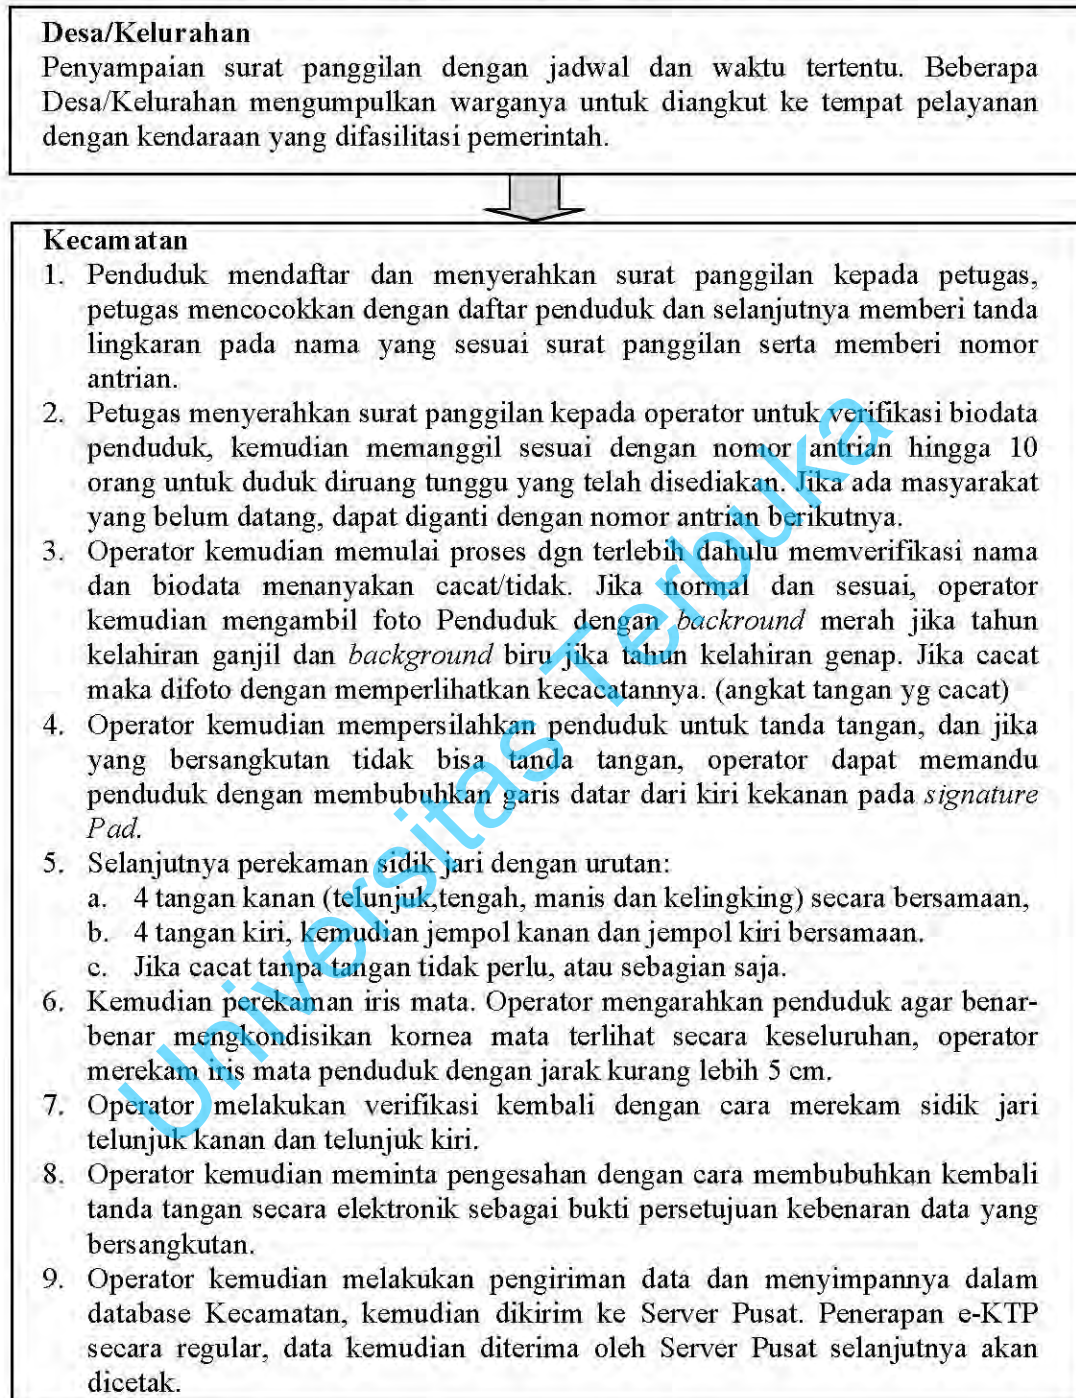 Desa/Kelurahan
Penyampaian surat panggilan dengan jadwal dan waktu tertentu. Beberapa
Desa/Kelurahan mengumpulkan warganya untuk diangkut ke tempat pelayanan
dengan kendaraan yang difasilitasi pemerintah.
Kecamatan
1. Penduduk mendaftar dan menyerahkan surat panggilan kepada petugas,
petugas mencocokkan dengan daftar penduduk dan selanjutnya memberi tanda
lingkaran pada nama yang sesuai surat panggilan serta memberi nomor
antrian.
2. Petugas menyerahkan surat panggilan kepada operator untuk verifikasi biodata
penduduk, kemudian memanggil sesuai dengan nomor antrian hingga 10
orang untuk duduk diruang tunggu yang telah disediakan. Jika ada masyarakat
yang belum datang, dapat diganti dengan nomor antrian berikutnya.
3. Operator kemudian memulai proses dgn terlebih dahulu memverifikasi nama
dan biodata menanyakan cacat/tidak. Jika normal dan sesuai, operator
kemudian mengambil foto Penduduk dengan backround merah jika tahun
kelahiran ganjil dan background biru jika tahun kelahiran genap. Jika cacat
maka difoto dengan memperlihatkan kecacatannya. (angkat tangan yg cacat)
4. Operator kemudian mempersilahkan penduduk untuk tanda tangan, dan jika
yang bersangkutan tidak bisa tanda tangan, operator dapat memandu
penduduk dengan membubuhkan garis datar dari kiri kekanan pada signature
Pad.
5. Selanjutnya perekaman sidik jari dengan urutan:
a. 4 tangan kanan (telunjuk,tengah, manis dan kelingking) secara bersamaan,
b. 4 tangan kiri, kemudian jempol kanan dan jempol kiri bersamaan.
c. Jika cacat tanpa tangan tidak perlu, atau sebagian saja.
6. Kemudian perekaman iris mata. Operator mengarahkan penduduk agar benar-
benar mengkondisikan kornea mata terlihat secara keseluruhan, operator
merekam iris mata penduduk dengan jarak kurang lebih 5 cm.
7. Operator melakukan verifikasi kembali dengan cara merekam sidik jari
telunjuk kanan dan telunjuk kiri.
8. Operator kemudian meminta pengesahan dengan cara membubuhkan kembali
tanda tangan secara elektronik sebagai bukti persetujuan kebenaran data yang
bersangkutan.
9. Operator kemudian melakukan pengiriman data dan menyimpannya dalam
database Kecamatan, kemudian dikirim ke Server Pusat. Penerapan e-KTP
secara regular, data kemudian diterima oleh Server Pusat selanjutnya akan
dicetak.
Universitas Terbuka